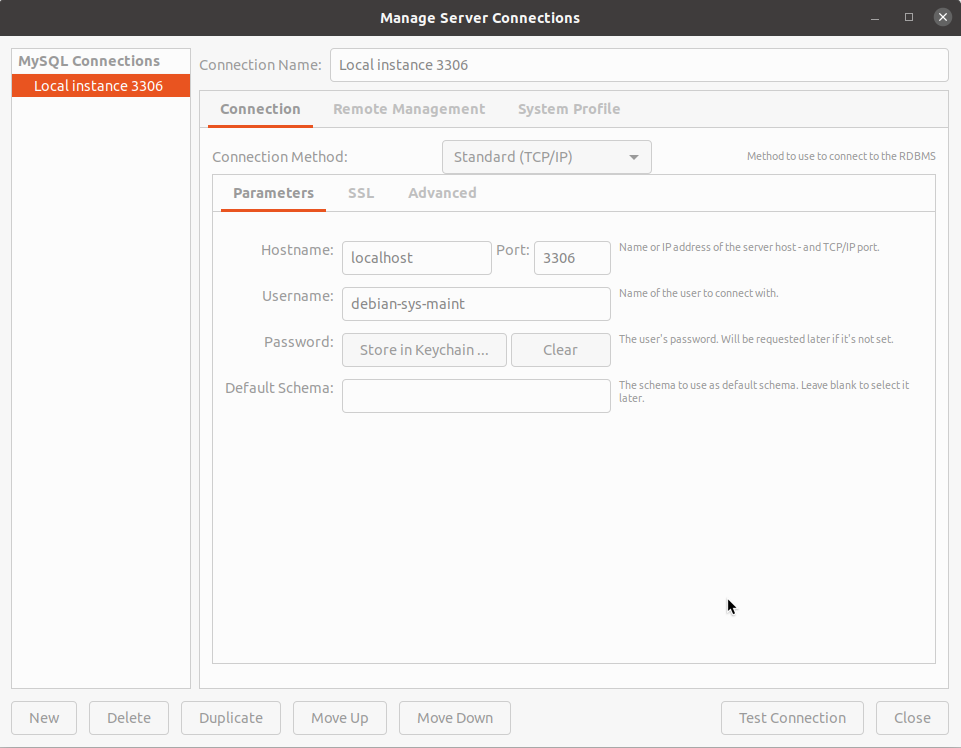 Manage Server Connections
MySQL Connections
Local instance 3306
Connection Name: Local instance 3306
Connection Remote Management System Profile
Connection Method: Standard (TCP/IP) Method to use to connect to the RDBMS
Parameters SSL Advanced
Hostname: localhost Port: 3306 Name or IP address of the server host - and TCP/IP port.
Username: debian-sys-maint Name of the user to connect with.
Password: Store in Keychain ... Clear The user's password. Will be requested later if it's not set.
Default Schema: The schema to use as default schema. Leave blank to select it
later.
New Delete Duplicate Move Up Move Down Test Connection Close